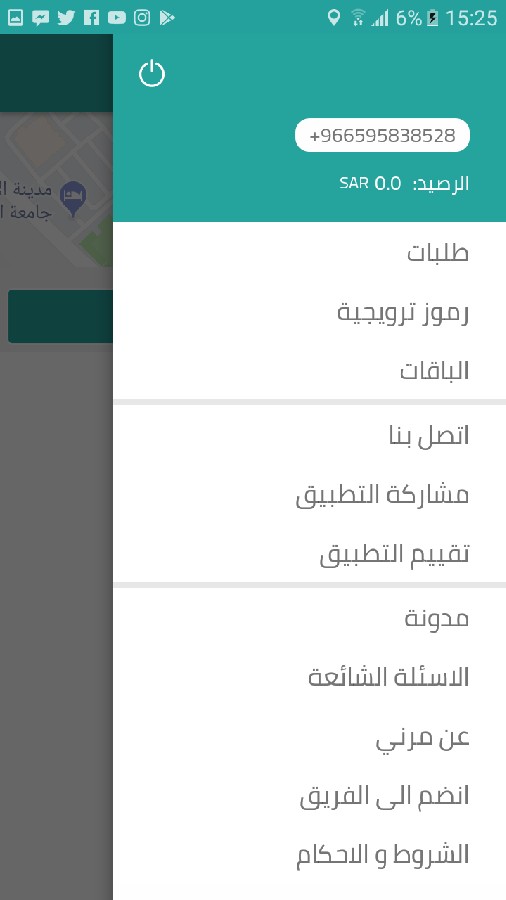 6% 15:25
+966595838528
الرصيد: 0.0 SAR
مدينة
جامعة
طلبات
رموز ترويجية
الباقات
اتصل بنا
مشاركة التطبيق
تقييم التطبيق
مدونة
الاسئلة الشائعة
عن مرني
انضم الى الفريق
الشروط و الاحكام